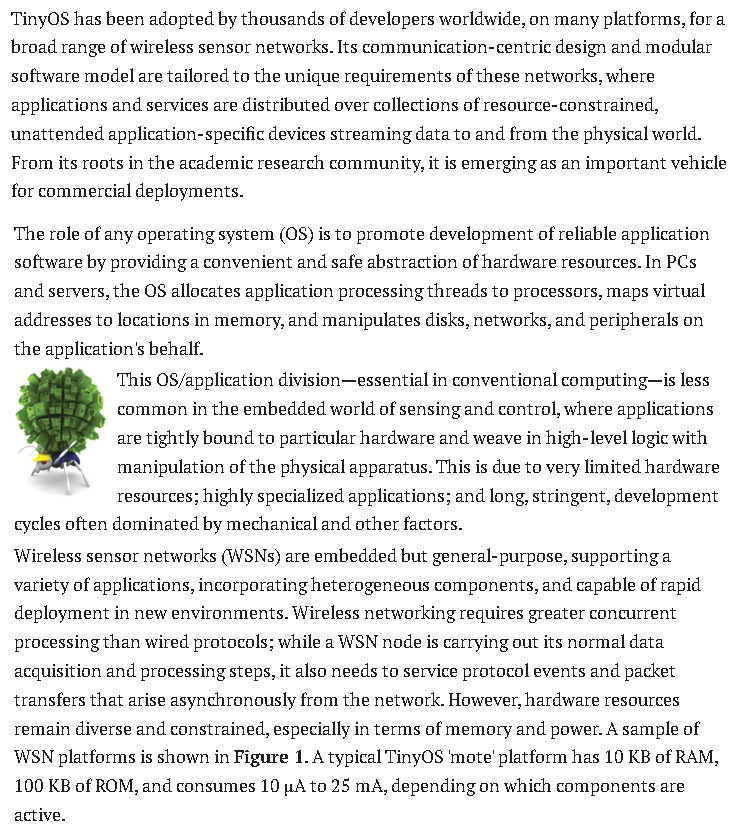 TinyOS has been adopted by thousands of developers worldwide, on many platforms, for a
broad range of wireless sensor networks. Its communication-centric design and modular
software model are tailored to the unique requirements of these networks, where
applications and services are distributed over collections of resource-constrained,
unattended application-specific devices streaming data to and from the physical world.
From its roots in the academic research community, it is emerging as an important vehicle
for commercial deployments.
The role of any operating system (OS) is to promote development of reliable application
software by providing a convenient and safe abstraction of hardware resources. In PCs
and servers, the OS allocates application processing threads to processors, maps virtual
addresses to locations in memory, and manipulates disks, networks, and peripherals on
the application's behalf.
This OS/application division—essential in conventional computing—is less
common in the embedded world of sensing and control, where applications
are tightly bound to particular hardware and weave in high-level logic with
manipulation of the physical apparatus. This is due to very limited hardware
resources; highly specialized applications; and long, stringent, development
cycles often dominated by mechanical and other factors.
Wireless sensor networks (WSNs) are embedded but general-purpose, supporting a
variety of applications, incorporating heterogeneous components, and capable of rapid
deployment in new environments. Wireless networking requires greater concurrent
processing than wired protocols; while a WSN node is carrying out its normal data
acquisition and processing steps, it also needs to service protocol events and packet
transfers that arise asynchronously from the network. However, hardware resources
remain diverse and constrained, especially in terms of memory and power. A sample of
WSN platforms is shown in Figure 1. A typical TinyOS 'mote' platform has 10 KB of RAM,
100 KB of ROM, and consumes 10 μA to 25 mA, depending on which components are
active.